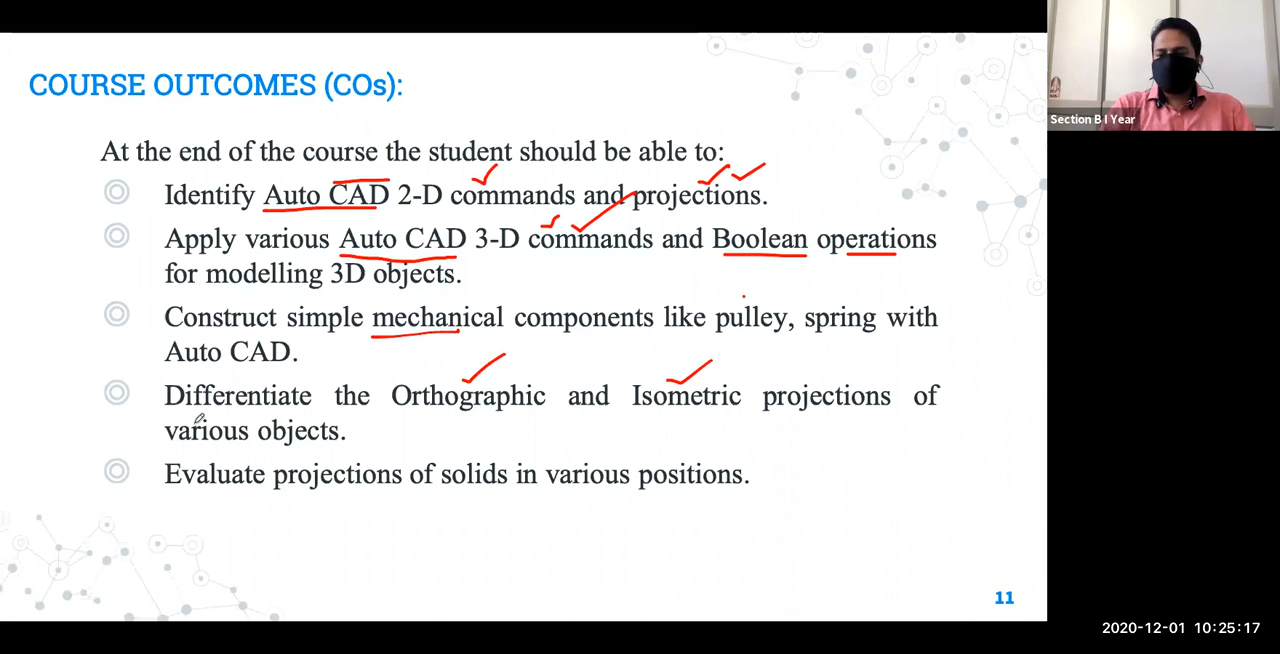 COURSE OUTCOMES (COs):
At the end of the course the student should be able to:
Identify Auto CAD 2-D commands and projections.
Apply various Auto CAD 3-D commands and Boolean operations
for modelling 3D objects.
Construct simple mechanical components like pulley, spring with
Auto CAD.
Differentiate the Orthographic and Isometric projections of
various objects.
Evaluate projections of solids in various positions.
11
Section B I Year
2020-12-01 10:25:17